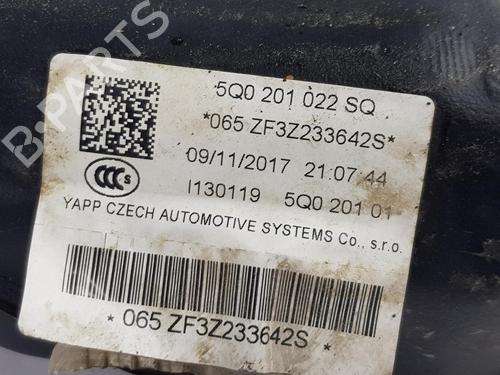 5Q0 201 022 SQ
*065 ZF3Z233642S*
09/11/2017 21:07:44
CCC S
I130119 5Q0 201 01
YAPP CZECH AUTOMOTIVE SYSTEMS Co., s.r.o.
* 065 ZF3Z233642S *
B-PARTS